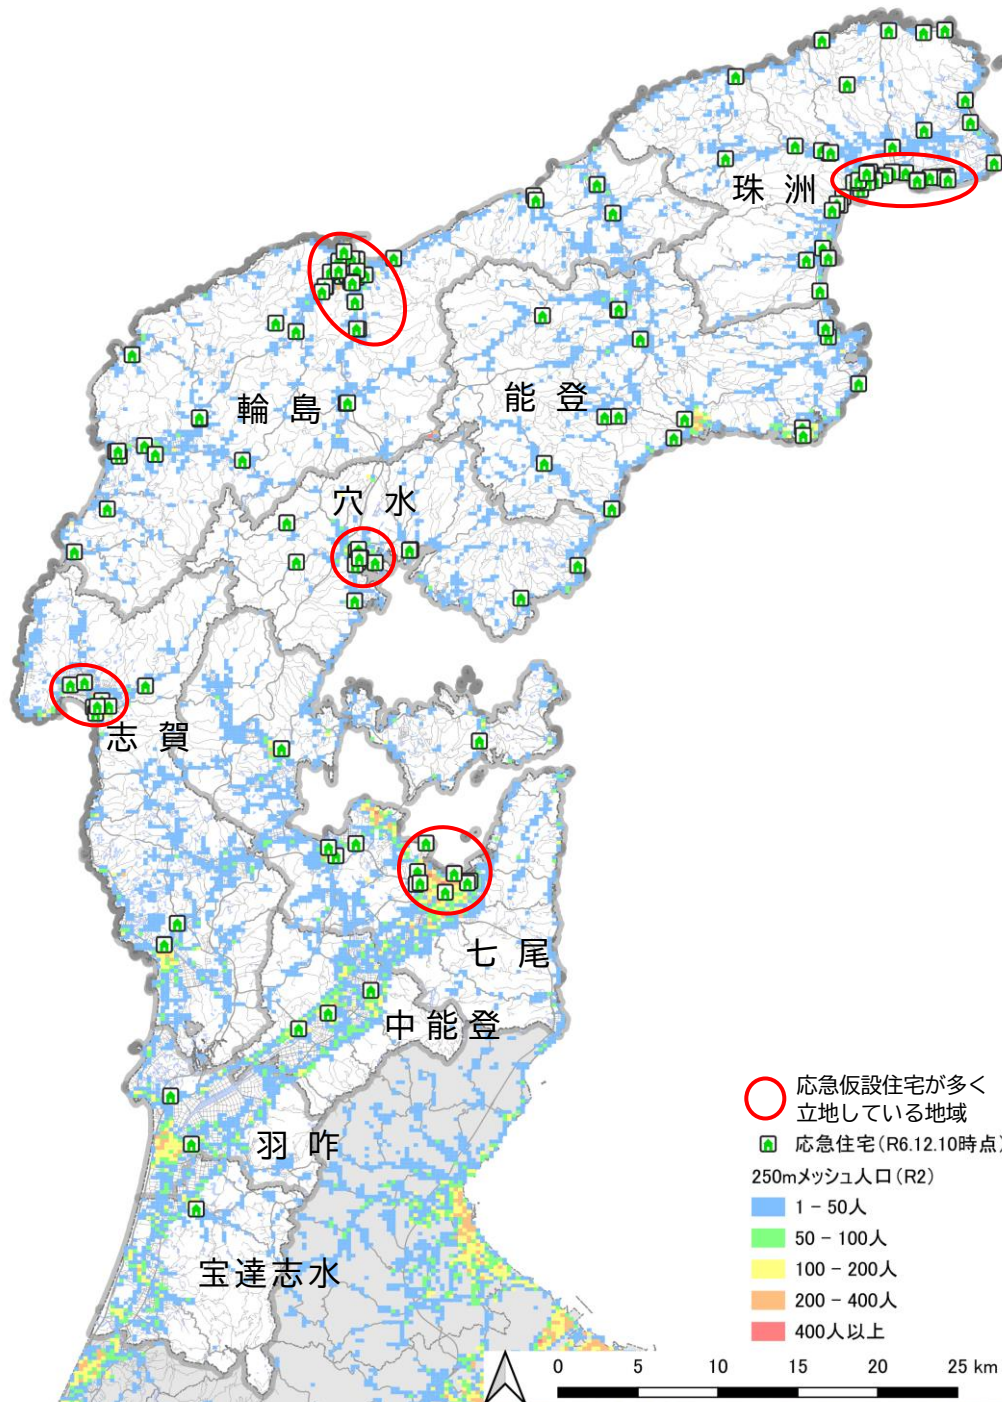 珠洲
輪島
能登
穴水
志賀
七尾
中能登
羽咋
宝達志水
応急仮設住宅が多く
立地している地域
応急住宅（R6.12.10時点）
250mメッシュ人口（R2）
1 － 50人
50 － 100人
100 － 200人
200 － 400人
400人以上
0 5 10 15 20 25 km